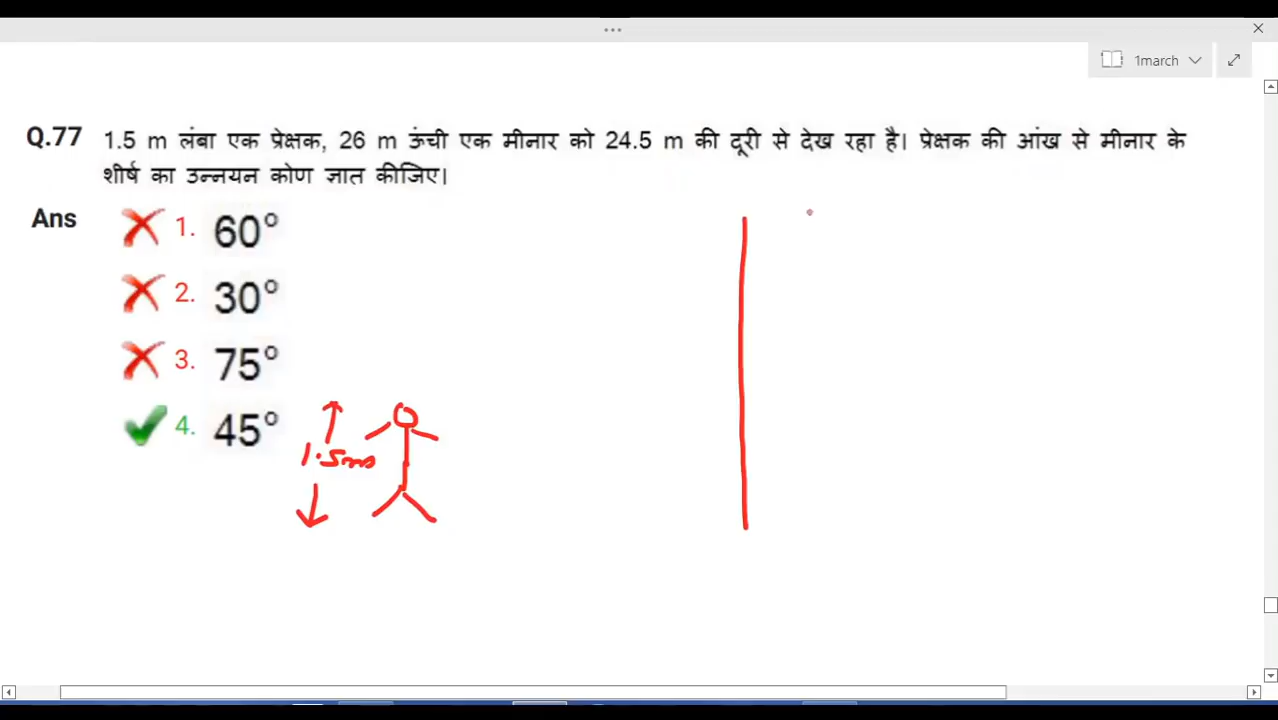 1march
Q.77 1.5 m लंबा एक प्रेक्षक, 26 m ऊंची एक मीनार को 24.5 m की दूरी से देख रहा है। प्रेक्षक की आंख से मीनार के
शीर्ष का उन्नयन कोण ज्ञात कीजिए।
Ans
1. 60°
2. 30°
3. 75°
4. 45°
1.5m